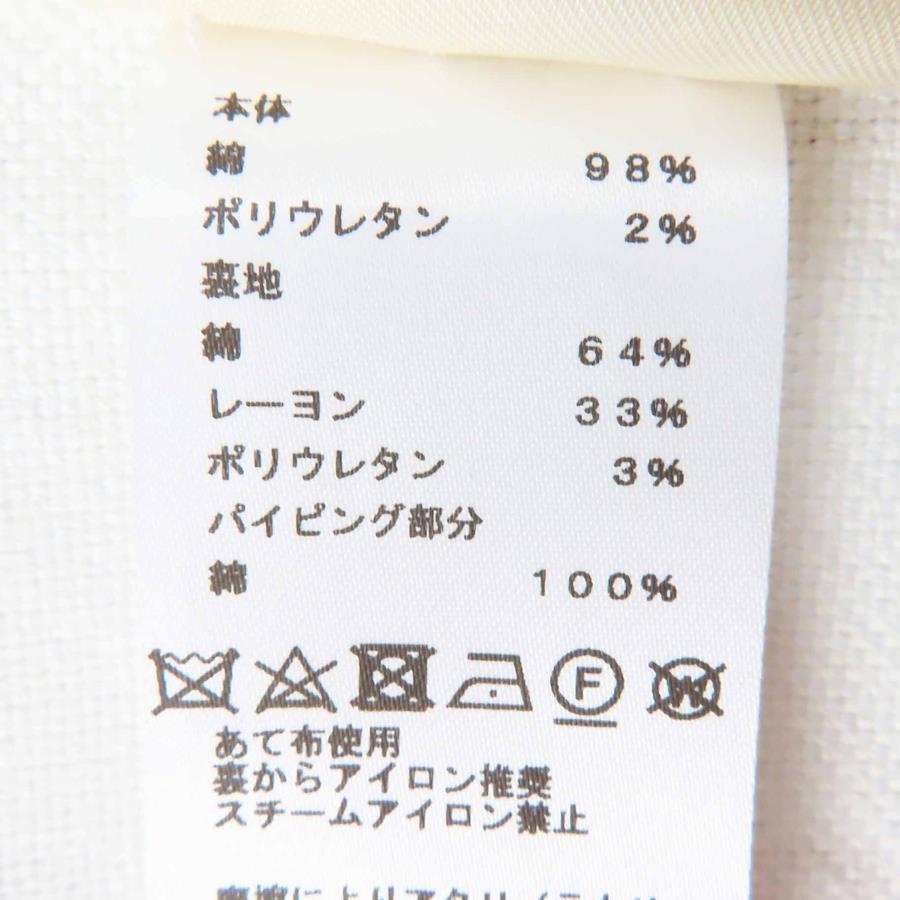 本体
綿 98%
ポリウレタン 2%
裏地
綿 64%
レーヨン 33%
ポリウレタン 3%
パイピング部分
綿 100%
F W
あて布使用
裏からアイロン推奨
スチームアイロン禁止